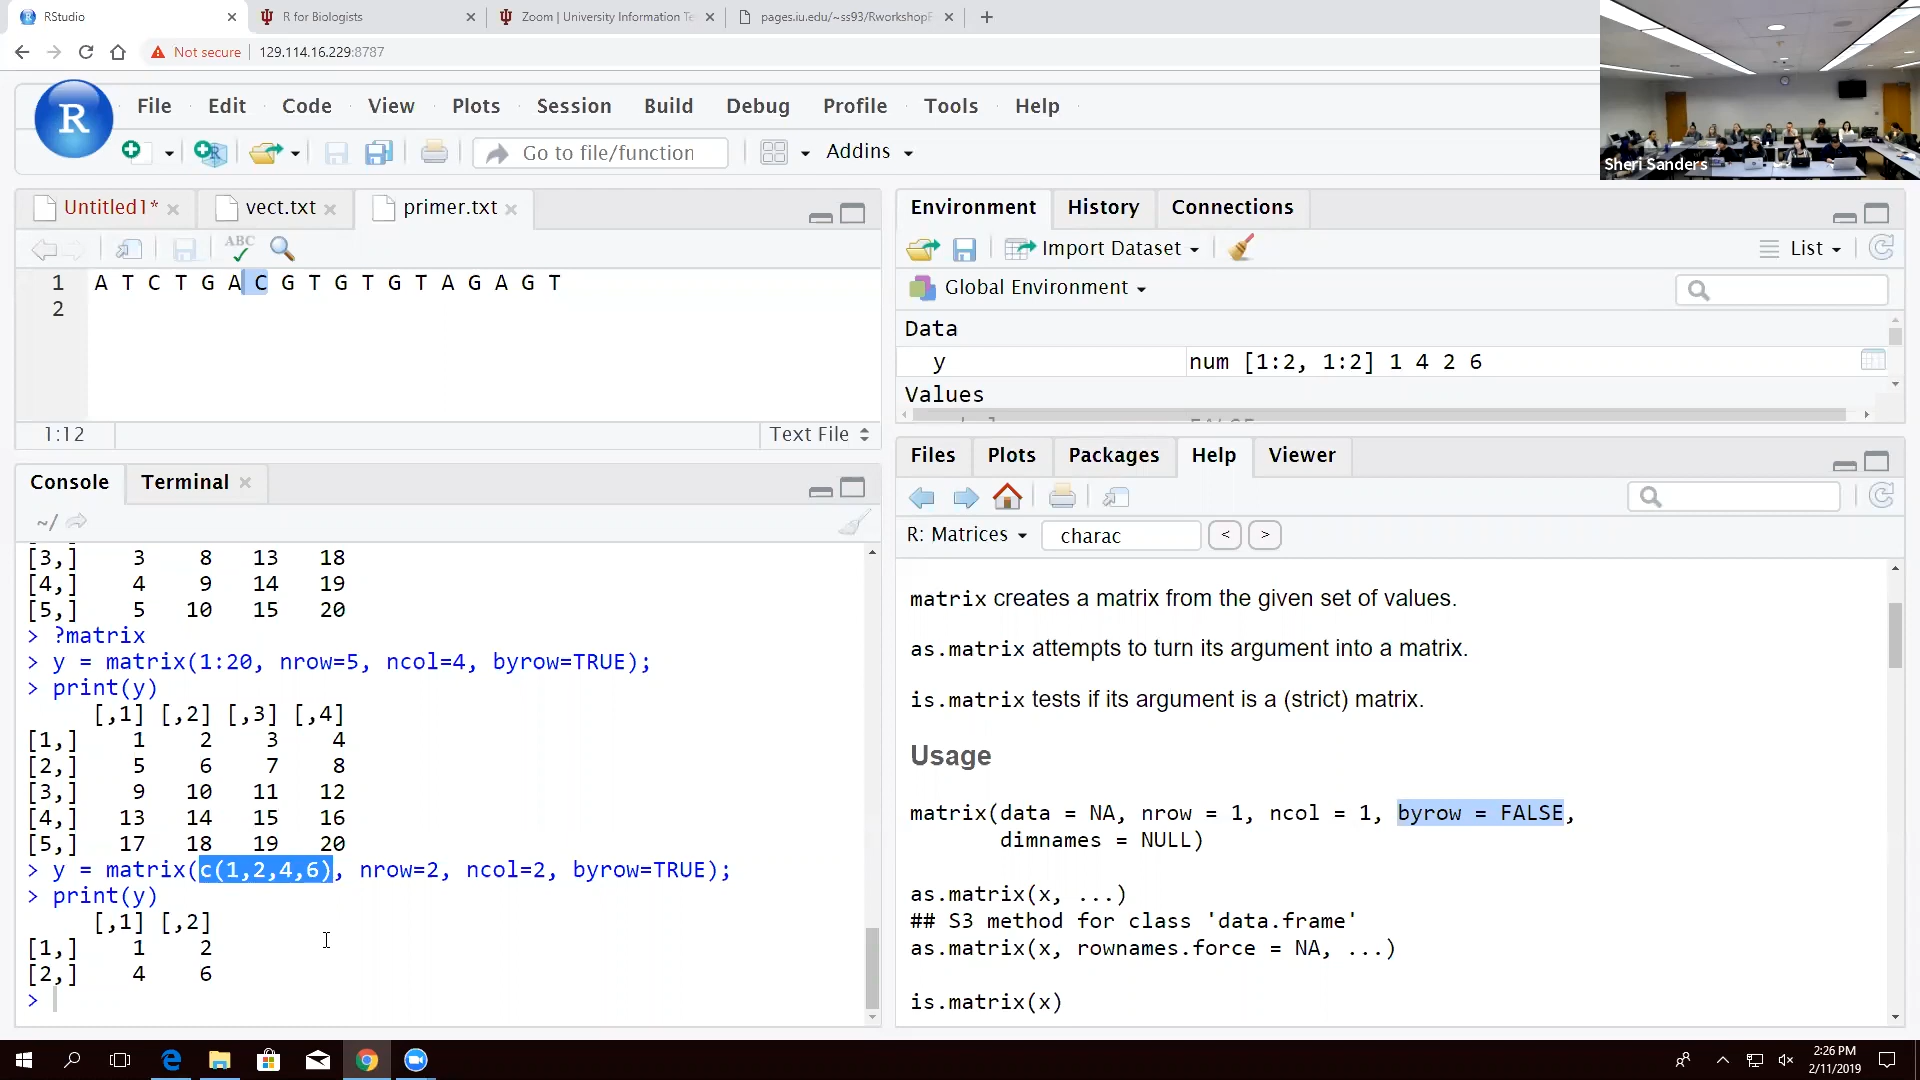 RStudio
R for Biologists
Zoom | University Information Te
pages.iu.edu/~ss93/RworkshopF
Not secure
129.114.16.229:8787
Sheri Sanders
R
File
Edit
Code
View
Plots
Session
Build
Debug
Profile
Tools
Help
Go to file/function
Addins
Untitled1*
vect.txt
primer.txt
ABC
1 A T C T G A C G T G T G T A G A G T
2
1:12
Text File
Console
Terminal
~/
[3,] 3 8 13 18
[4,] 4 9 14 19
[5,] 5 10 15 20
> ?matrix
> y = matrix(1:20, nrow=5, ncol=4, byrow=TRUE);
> print(y)
[,1] [,2] [,3] [,4]
[1,] 1 2 3 4
[2,] 5 6 7 8
[3,] 9 10 11 12
[4,] 13 14 15 16
[5,] 17 18 19 20
> y = matrix(c(1,2,4,6), nrow=2, ncol=2, byrow=TRUE);
> print(y)
[,1] [,2]
[1,] 1 2
[2,] 4 6
>
Environment
History
Connections
Import Dataset
List
Global Environment
Data
y num [1:2, 1:2] 1 4 2 6
Values
Files
Plots
Packages
Help
Viewer
R: Matrices
charac
<
>
matrix creates a matrix from the given set of values.
as.matrix attempts to turn its argument into a matrix.
is.matrix tests if its argument is a (strict) matrix.
Usage
matrix(data = NA, nrow = 1, ncol = 1, byrow = FALSE,
dimnames = NULL)
as.matrix(x, ...)
## S3 method for class 'data.frame'
as.matrix(x, rownames.force = NA, ...)
is.matrix(x)
2:26 PM
2/11/2019